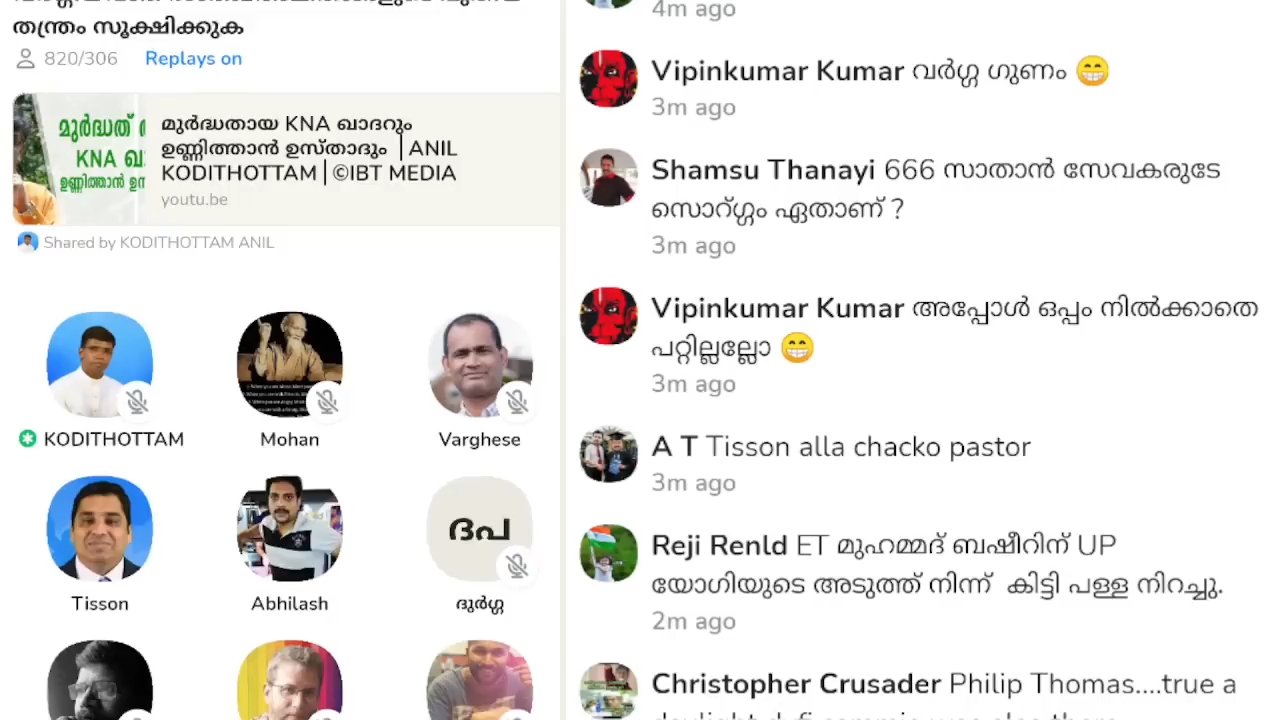 തന്ത്രം സൂക്ഷിക്കുക
820/306 Replays on
മുർദ്ധത്
KNA ഖാ
ഉണ്ണിത്താൻ ഉസ
മുർദ്ധതായ KNA ഖാദറും
ഉണ്ണിത്താൻ ഉസ്താദും | ANIL
KODITHOTTAM | ©IBT MEDIA
youtu.be
Shared by KODITHOTTAM ANIL
KODITHOTTAM Mohan Varghese
ദപ
Tisson Abhilash ദുർഗ്ഗ
4m ago
Vipinkumar Kumar വർഗ്ഗ ഗുണം 😁
3m ago
Shamsu Thanayi 666 സാതാൻ സേവകരുടേ
സൊറ്ഗ്ഗം ഏതാണ് ?
3m ago
Vipinkumar Kumar അപ്പോൾ ഒപ്പം നിൽക്കാതെ
പറ്റില്ലല്ലോ 😁
3m ago
A T Tisson alla chacko pastor
3m ago
Reji Renld ET മുഹമ്മദ് ബഷീറിന് UP
യോഗിയുടെ അടുത്ത് നിന്ന് കിട്ടി പള്ള നിറച്ചു.
2m ago
Christopher Crusader Philip Thomas....true a